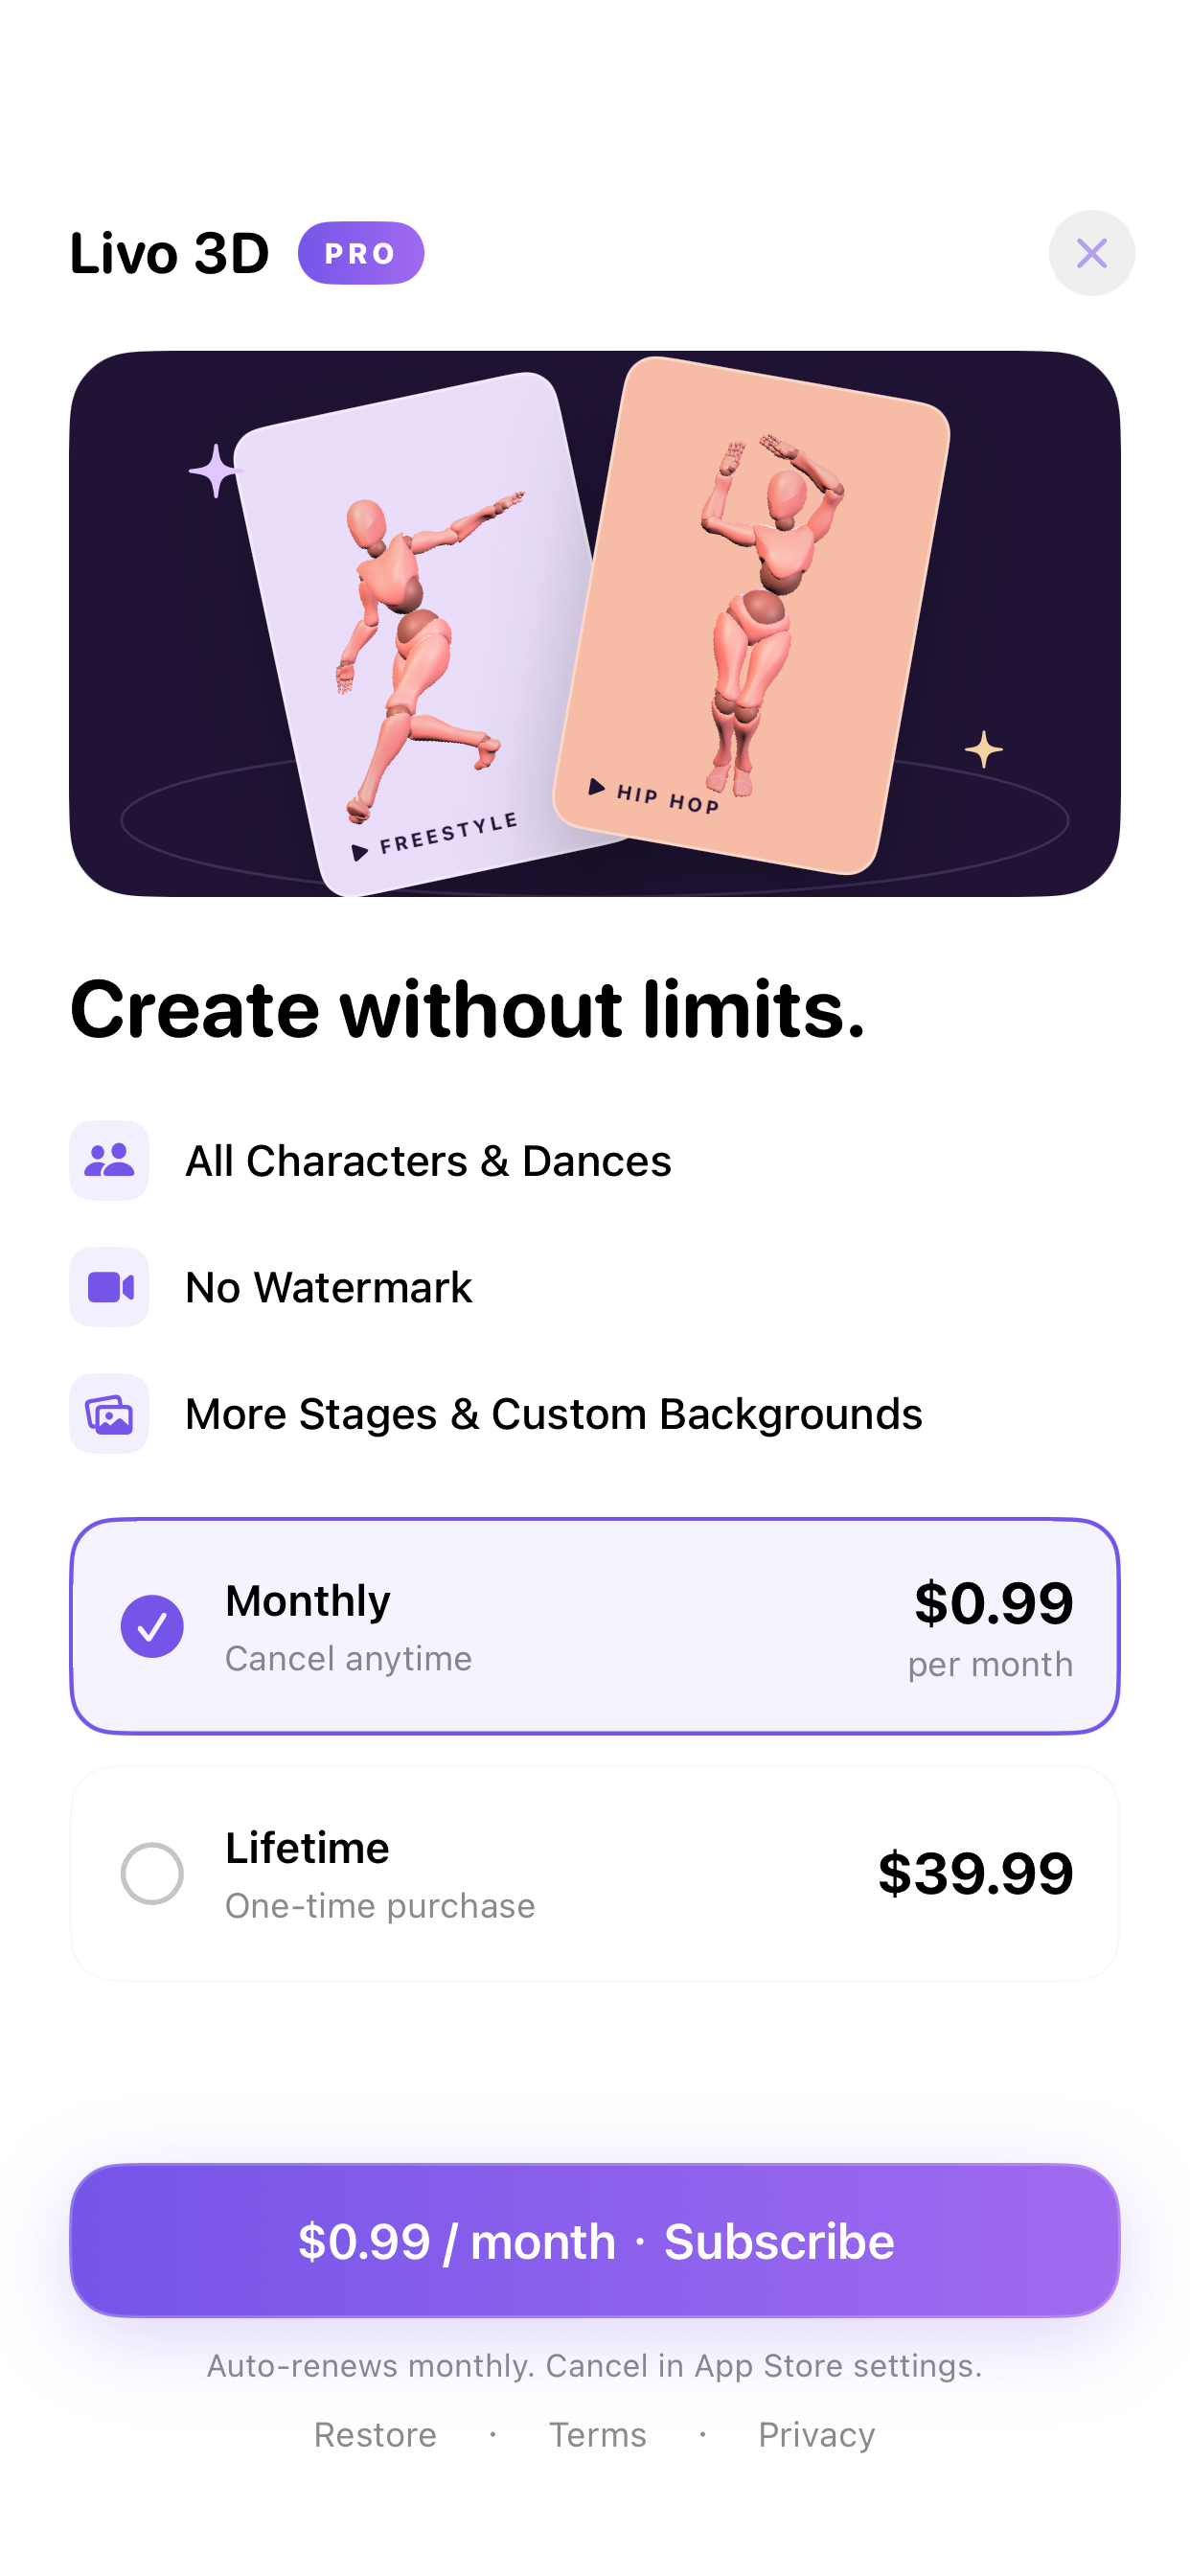 Livo 3D PRO
FREESTYLE
HIP HOP
Create without limits.
All Characters & Dances
No Watermark
More Stages & Custom Backgrounds
Monthly
Cancel anytime
$0.99
per month
Lifetime
One-time purchase
$39.99
$0.99 / month · Subscribe
Auto-renews monthly. Cancel in App Store settings.
Restore · Terms · Privacy